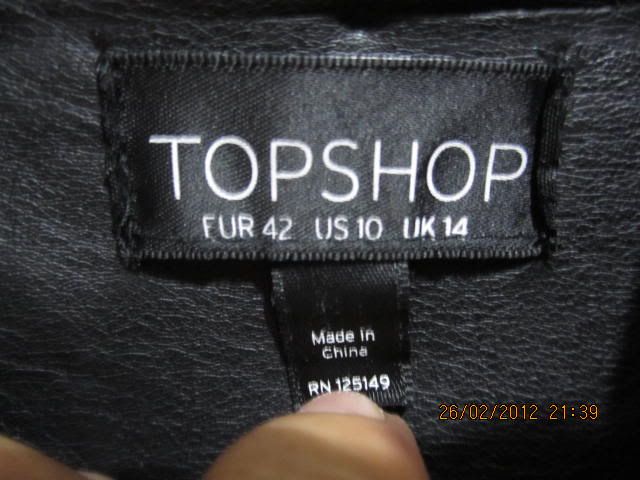 TOPSHOP
EUR 42 US 10 UK 14
Made in
China
RN 125149
26/02/2012 21:39